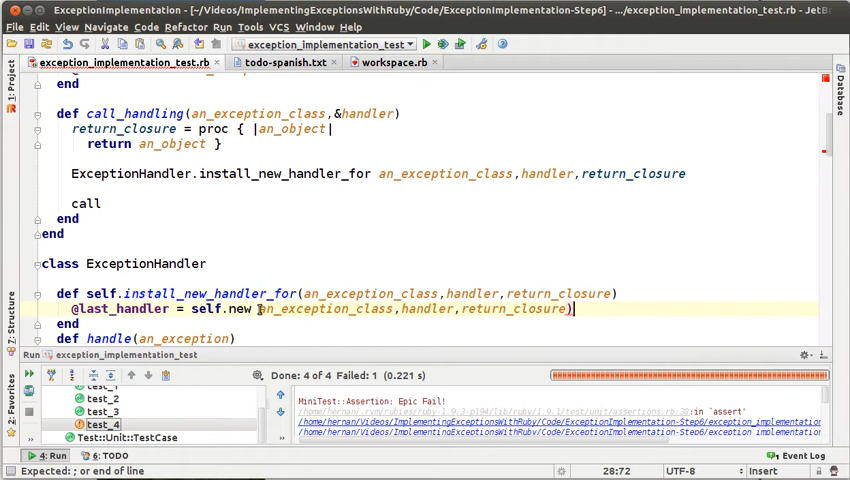 ExceptionImplementation - [~/Videos/ImplementingExceptionsWithRuby/Code/ExceptionImplementation-Step6] - .../exception_implementation_test.rb - JetBr
File Edit View Navigate Code Refactor Run Tools VCS Window Help
exception_implementation_test
exception_implementation_test.rb todo-spanish.txt workspace.rb
1: Project
Database
end
def call_handling(an_exception_class,&handler)
return_closure = proc { |an_object|
return an_object }
ExceptionHandler.install_new_handler_for an_exception_class,handler,return_closure
call
end
end
class ExceptionHandler
def self.install_new_handler_for(an_exception_class,handler,return_closure)
@last_handler = self.new an_exception_class,handler,return_closure)
end
def handle(an_exception)
7: Structure
2: Favorites
Run exception_implementation_test
Done: 4 of 4 Failed: 1 (0.221 s)
test_1
test_2
test_3
test_4
Test::Unit::TestCase
MiniTest::Assertion: Epic Fail!
/home/hernan/.rvm/rubies/ruby-1.9.3-p194/lib/ruby/1.9.1/test/unit/assertions.rb:30:in `assert'
/home/hernan/Videos/ImplementingExceptionsWithRuby/Code/ExceptionImplementation-Step6/exception_implementation
/home/hernan/Videos/ImplementingExceptionsWithRuby/Code/ExceptionImplementation-Step6/exception_implementation
4: Run 6: TODO Event Log
Expected: ; or end of line 28:72 UTF-8 Insert